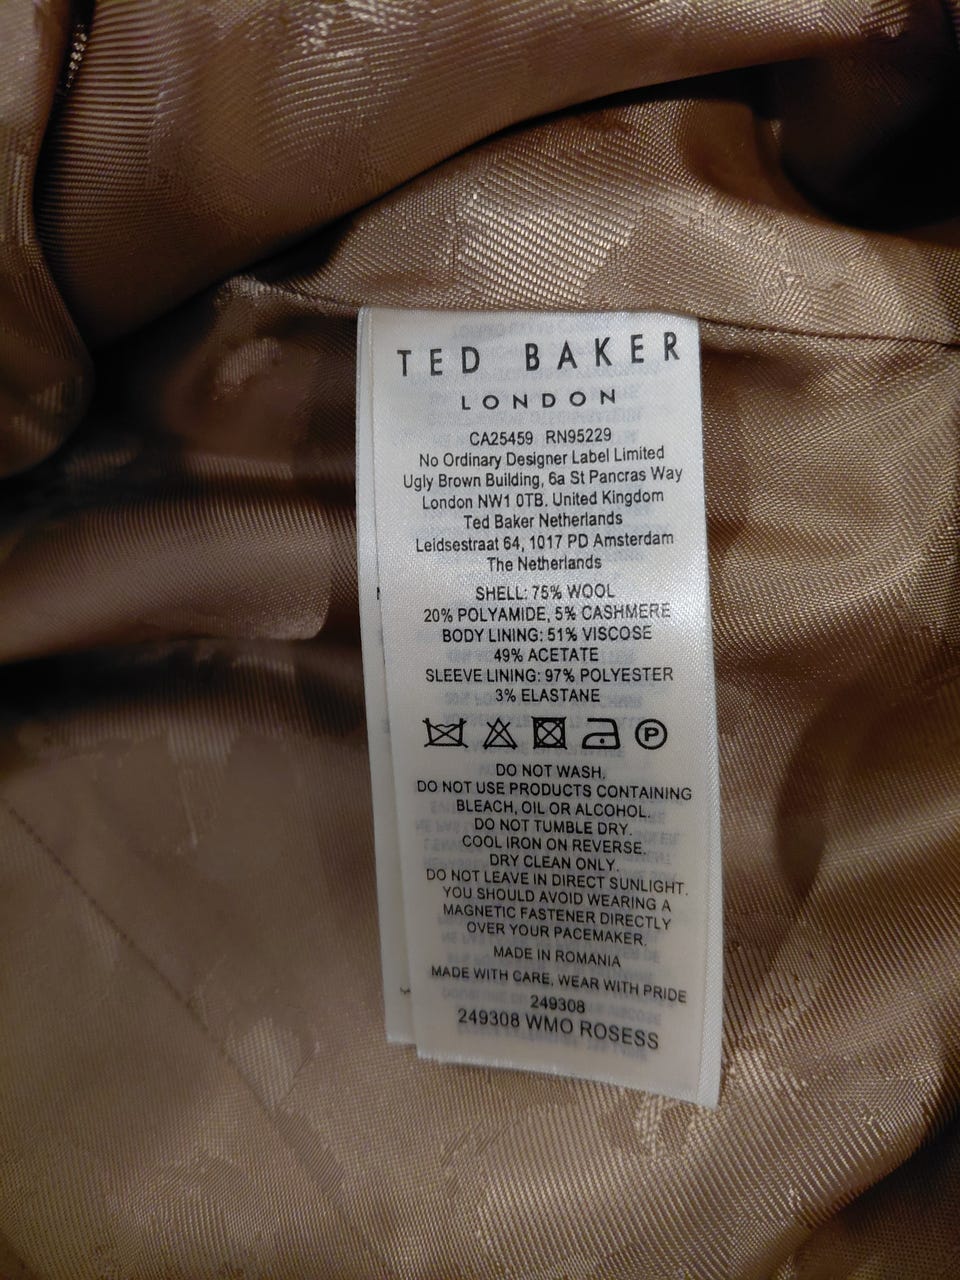 TED BAKER
LONDON
CA25459 RN95229
No Ordinary Designer Label Limited
Ugly Brown Building, 6a St Pancras Way
London NW1 0TB. United Kingdom
Ted Baker Netherlands
Leidsestraat 64, 1017 PD Amsterdam
The Netherlands
SHELL: 75% WOOL
20% POLYAMIDE, 5% CASHMERE
BODY LINING: 51% VISCOSE
49% ACETATE
SLEEVE LINING: 97% POLYESTER
3% ELASTANE
P
DO NOT WASH,
DO NOT USE PRODUCTS CONTAINING
BLEACH, OIL OR ALCOHOL.
DO NOT TUMBLE DRY.
COOL IRON ON REVERSE.
DRY CLEAN ONLY.
DO NOT LEAVE IN DIRECT SUNLIGHT.
YOU SHOULD AVOID WEARING A
MAGNETIC FASTENER DIRECTLY
OVER YOUR PACEMAKER.
MADE IN ROMANIA
MADE WITH CARE, WEAR WITH PRIDE
249308
249308 WMO ROSESS